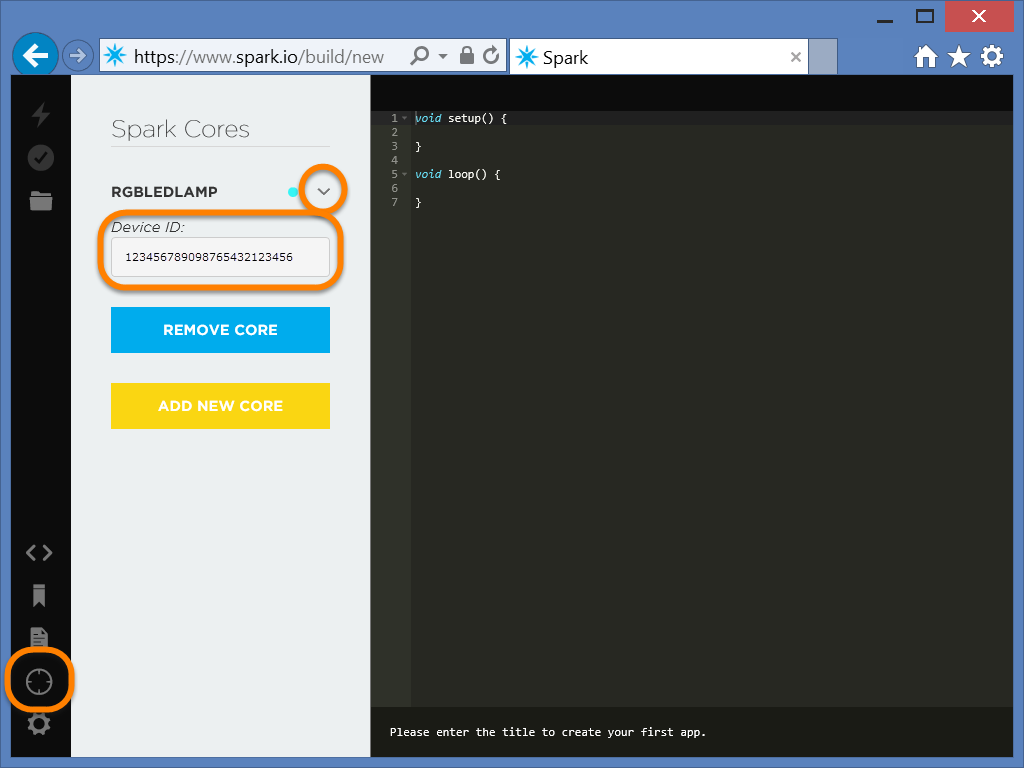 https://www.spark.io/build/new
Spark
Spark Cores
RGBLEDLAMP
Device ID:
123456789098765432123456
REMOVE CORE
ADD NEW CORE
1 void setup() {
2
3 }
4
5 void loop() {
6
7 }
Please enter the title to create your first app.